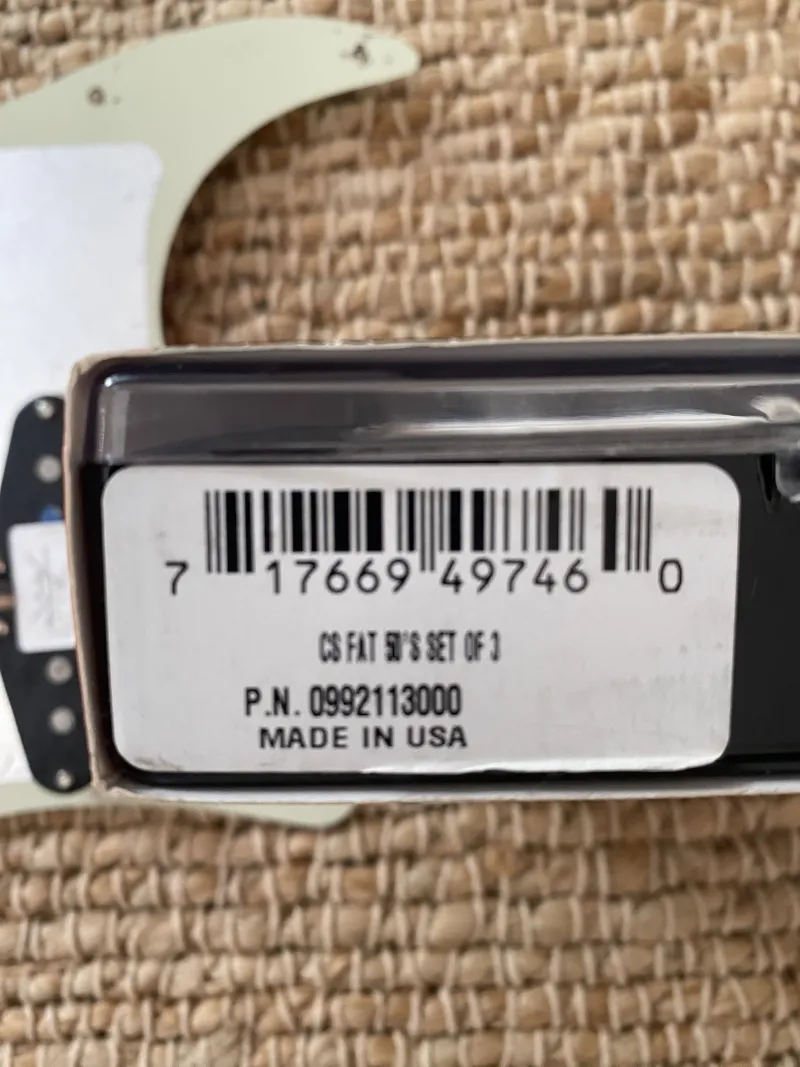 7 17669 49746 0
CS FAT 50'S SET OF 3
P.N. 0992113000
MADE IN USA